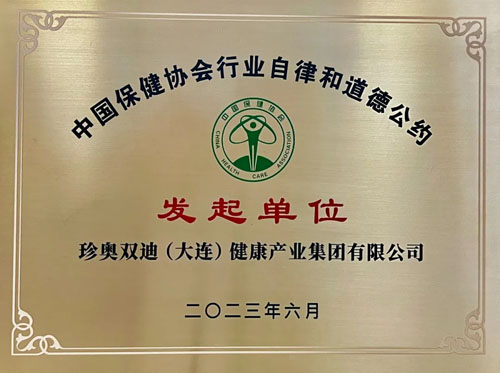 中国保健协会行业自律和道德公约
中国保健协会
CHINA HEALTH CARE ASSOCIATION
发起单位
珍奥双迪（大连）健康产业集团有限公司
二〇二三年六月